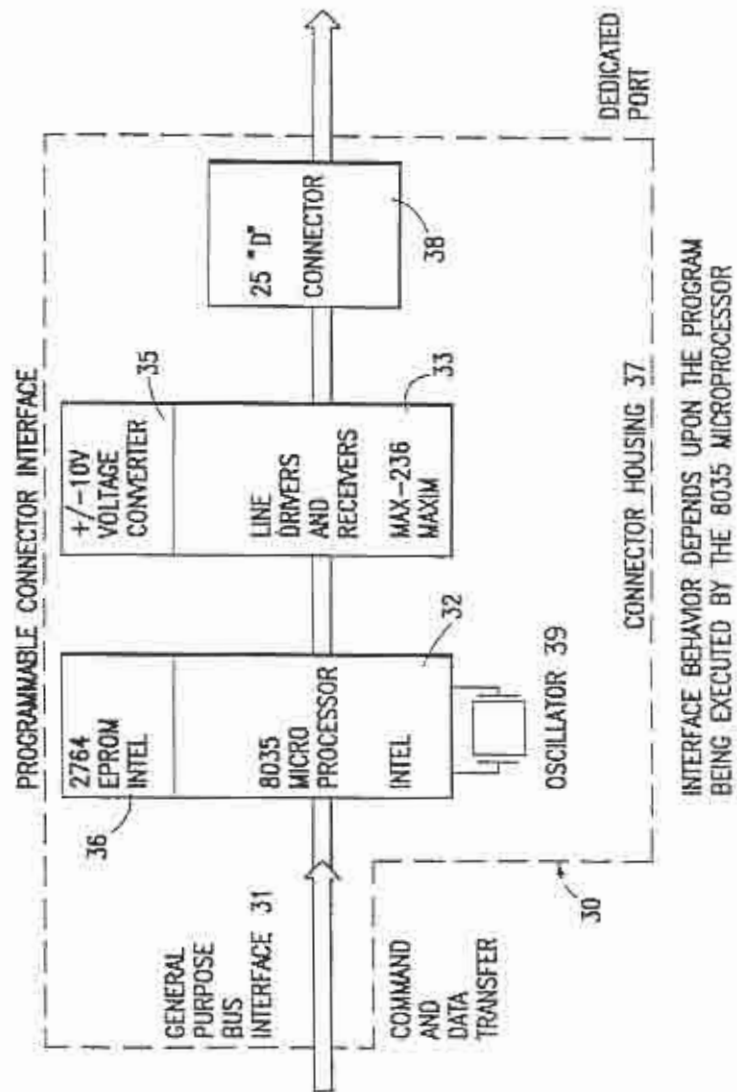 PROGRAMMABLE CONNECTOR INTERFACE
GENERAL
PURPOSE
BUS
INTERFACE 31
COMMAND
AND
DATA
TRANSFER
30
2764
EPROM
INTEL
36
8035
MICRO
PROCESSOR
INTEL
32
OSCILLATOR 39
+/-10V
VOLTAGE
CONVERTER
35
LINE
DRIVERS
AND
RECEIVERS
MAX-236
MAXIM
33
25 "D"
CONNECTOR
38
CONNECTOR HOUSING 37
DEDICATED
PORT
INTERFACE BEHAVIOR DEPENDS UPON THE PROGRAM
BEING EXECUTED BY THE 8035 MICROPROCESSOR